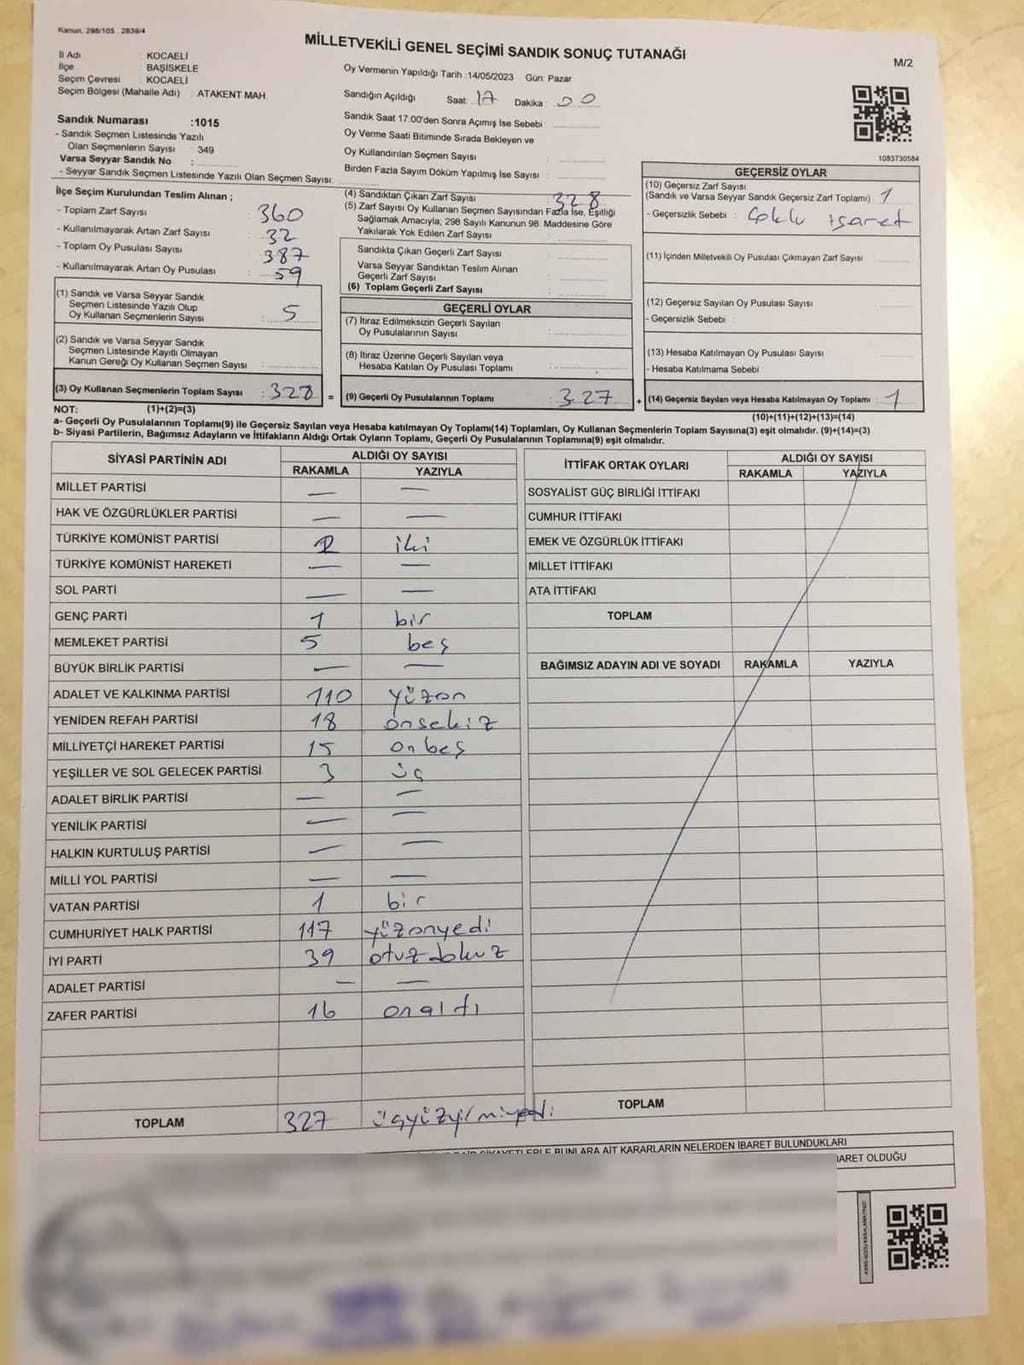 Kanun. 298/105 . 2839/4
MİLLETVEKİLİ GENEL SEÇİMİ SANDIK SONUÇ TUTANAĞI
M/2
İl Adı : KOCAELİ
İlçe : BAŞİSKELE
Seçim Çevresi : KOCAELİ
Seçim Bölgesi (Mahalle Adı) : ATAKENT MAH.
Sandık Numarası :1015
- Sandık Seçmen Listesinde Yazılı
Olan Seçmenlerin Sayısı : 349
Varsa Seyyar Sandık No :
- Seyyar Sandık Seçmen Listesinde Yazılı Olan Seçmen Sayısı:
Oy Vermenin Yapıldığı Tarih :14/05/2023 Gün: Pazar
Sandığın Açıldığı Saat: 17 Dakika : 00
Sandık Saat 17.00'den Sonra Açımış İse Sebebi :
Oy Verme Saati Bitiminde Sırada Bekleyen ve
Oy Kullandırılan Seçmen Sayısı :
Birden Fazla Sayım Döküm Yapılmış İse Sayısı :
1083730584
İlçe Seçim Kurulundan Teslim Alınan ;
- Toplam Zarf Sayısı : 360
- Kullanılmayarak Artan Zarf Sayısı : 32
- Toplam Oy Pusulası Sayısı : 387
- Kullanılmayarak Artan Oy Pusulası : 59
(1) Sandık ve Varsa Seyyar Sandık
Seçmen Listesinde Yazılı Olup
Oy Kullanan Seçmenlerin Sayısı : 5
(2) Sandık ve Varsa Seyyar Sandık
Seçmen Listesinde Kayıtlı Olmayan
Kanun Gereği Oy Kullanan Seçmen Sayısı :
(3) Oy Kullanan Seçmenlerin Toplam Sayısı : 328 =
(4) Sandıktan Çıkan Zarf Sayısı : 328
(5) Zarf Sayısı Oy Kullanan Seçmen Sayısından Fazla İse, Eşitliği
Sağlamak Amacıyla; 298 Sayılı Kanunun 98. Maddesine Göre
Yakılarak Yok Edilen Zarf Sayısı :
Sandıkta Çıkan Geçerli Zarf Sayısı :
Varsa Seyyar Sandıktan Teslim Alınan
Geçerli Zarf Sayısı :
(6) Toplam Geçerli Zarf Sayısı :
GEÇERLİ OYLAR
(7) İtiraz Edilmeksizin Geçerli Sayılan
Oy Pusulalarının Sayısı :
(8) İtiraz Üzerine Geçerli Sayılan veya
Hesaba Katılan Oy Pusulası Toplamı :
(9) Geçerli Oy Pusulalarının Toplamı : 327 +
GEÇERSİZ OYLAR
(10) Geçersiz Zarf Sayısı
(Sandık ve Varsa Seyyar Sandık Geçersiz Zarf Toplamı) : 1
- Geçersizlik Sebebi : Çoklu işaret
(11) İçinden Milletvekili Oy Pusulası Çıkmayan Zarf Sayısı :
(12) Geçersiz Sayılan Oy Pusulası Sayısı :
- Geçersizlik Sebebi :
(13) Hesaba Katılmayan Oy Pusulası Sayısı :
- Hesaba Katılmama Sebebi
(14) Geçersiz Sayılan veya Hesaba Katılmayan Oy Toplamı : 1
NOT: (1)+(2)=(3)
(10)+(11)+(12)+(13)=(14)
a- Geçerli Oy Pusulalarının Toplamı(9) ile Geçersiz Sayılan veya Hesaba katılmayan Oy Toplamı(14) Toplamları, Oy Kullanan Seçmenlerin Toplam Sayısına(3) eşit olmalıdır. (9)+(14)=(3)
b- Siyasi Partilerin, Bağımsız Adayların ve İttifakların Aldığı Ortak Oyların Toplamı, Geçerli Oy Pusulalarının Toplamına(9) eşit olmalıdır.
SİYASİ PARTİNİN ADI ALDIĞI OY SAYISI
RAKAMLA YAZIYLA
MİLLET PARTİSİ — —
HAK VE ÖZGÜRLÜKLER PARTİSİ — —
TÜRKİYE KOMÜNİST PARTİSİ 2 iki
TÜRKİYE KOMÜNİST HAREKETİ — —
SOL PARTİ — —
GENÇ PARTİ 1 bir
MEMLEKET PARTİSİ 5 beş
BÜYÜK BİRLİK PARTİSİ — —
ADALET VE KALKINMA PARTİSİ 110 yüzon
YENİDEN REFAH PARTİSİ 18 onsekiz
MİLLİYETÇİ HAREKET PARTİSİ 15 onbeş
YEŞİLLER VE SOL GELECEK PARTİSİ 3 üç
ADALET BİRLİK PARTİSİ — —
YENİLİK PARTİSİ — —
HALKIN KURTULUŞ PARTİSİ — —
MİLLİ YOL PARTİSİ — —
VATAN PARTİSİ 1 bir
CUMHURİYET HALK PARTİSİ 117 yüzonyedi
İYİ PARTİ 39 otuzdokuz
ADALET PARTİSİ — —
ZAFER PARTİSİ 16 onaltı
TOPLAM 327 üçyüzyirmiyedi
İTTİFAK ORTAK OYLARI ALDIĞI OY SAYISI
RAKAMLA YAZIYLA
SOSYALİST GÜÇ BİRLİĞİ İTTİFAKI
CUMHUR İTTİFAKI
EMEK VE ÖZGÜRLÜK İTTİFAKI
MİLLET İTTİFAKI
ATA İTTİFAKI
TOPLAM
BAĞIMSIZ ADAYIN ADI VE SOYADI RAKAMLA YAZIYLA
TOPLAM
BUNLARA AİT KARARLARIN NELERDEN İBARET BULUNDUKLARI
İBARET OLDUĞU